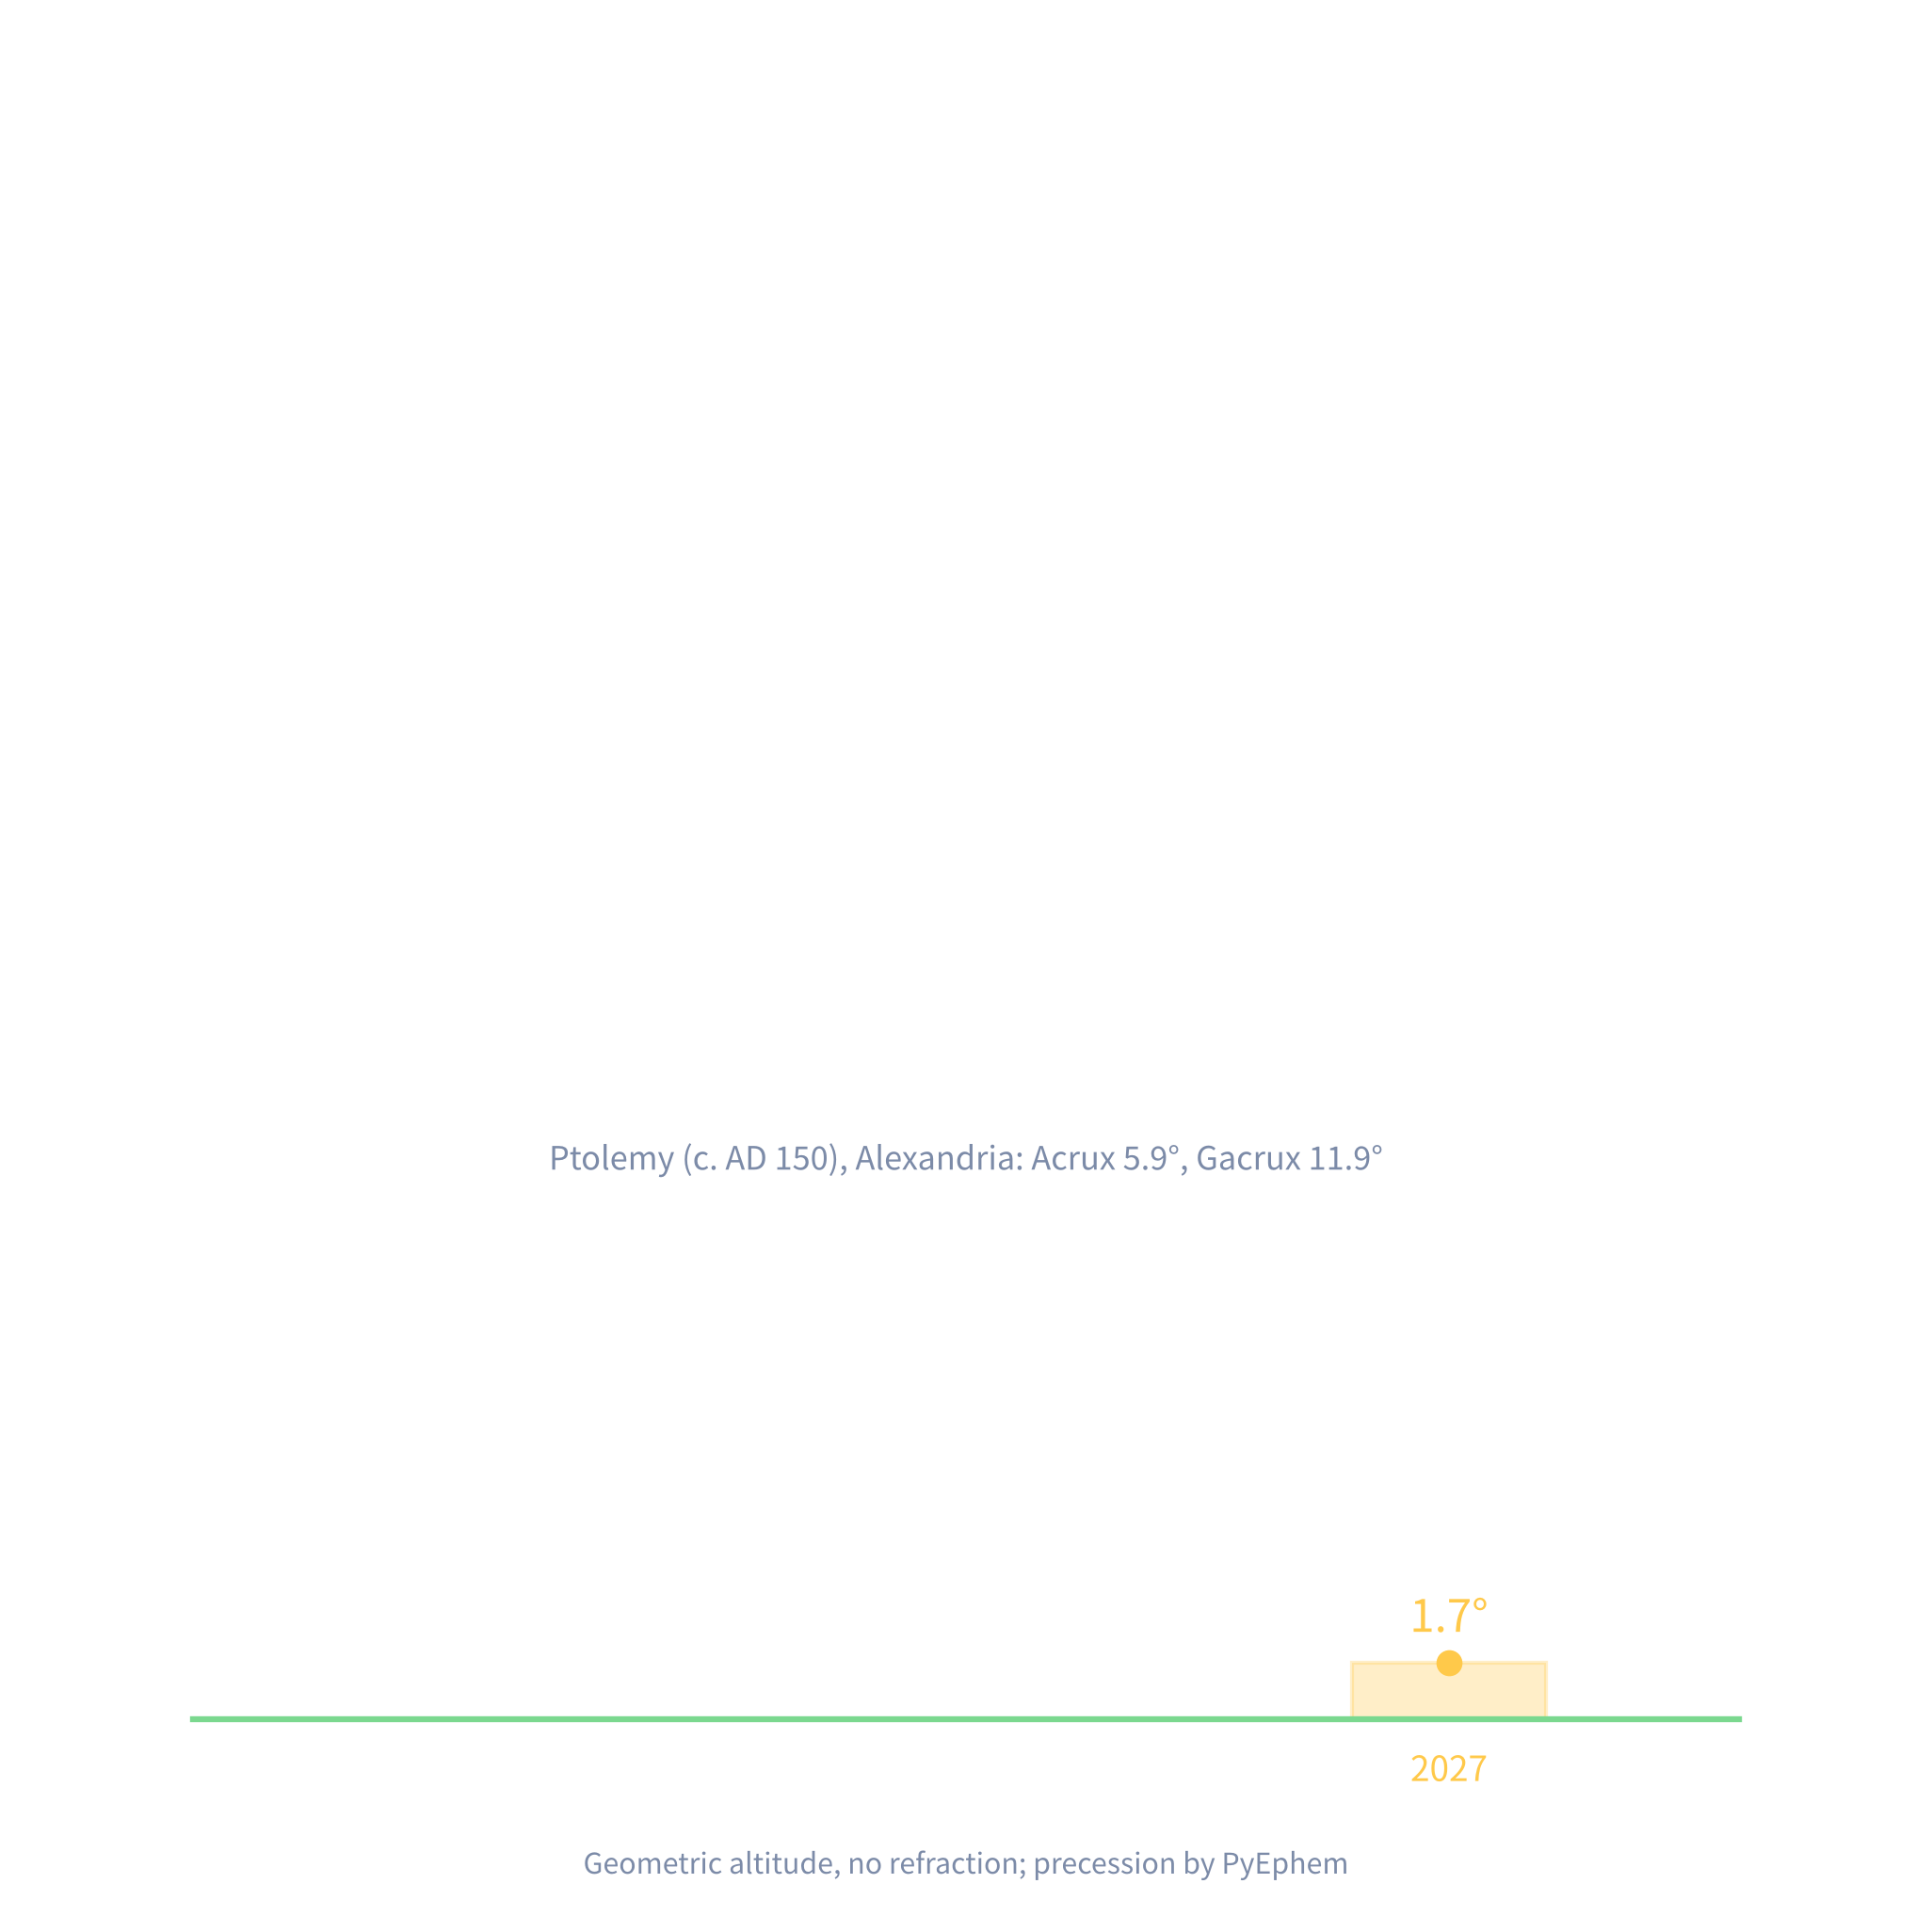 Ptolemy (c. AD 150), Alexandria: Acrux 5.9°, Gacrux 11.9°
1.7°
2027
Geometric altitude, no refraction; precession by PyEphem